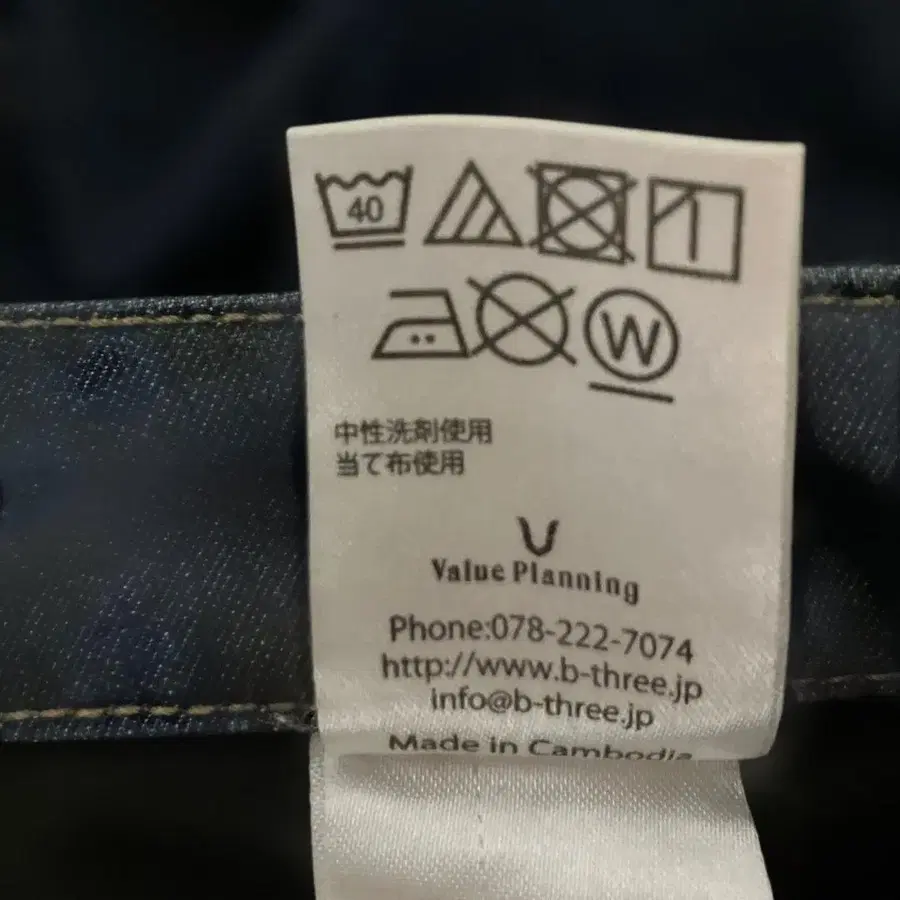 40
W
中性洗剤使用
当て布使用
Value Planning
Phone:078-222-7074
http://www.b-three.jp
info@b-three.jp
Made in Cambodia